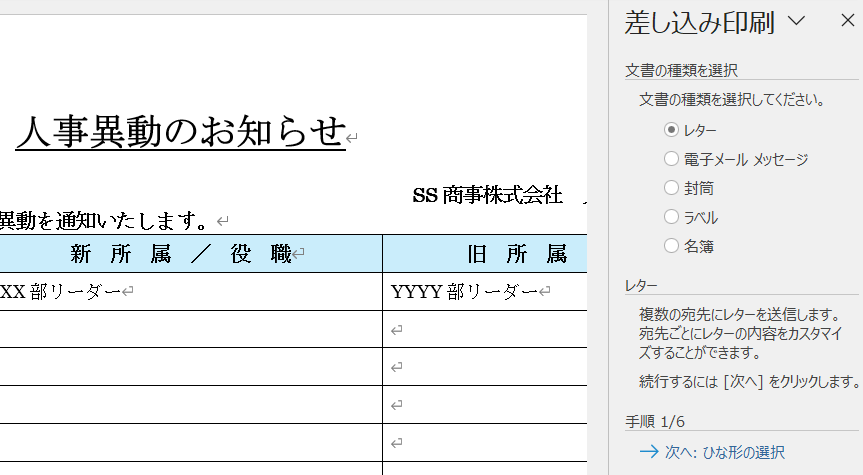 人事異動のお知らせ
SS 商事株式会社
異動を通知いたします。
新 所 属 ／ 役 職
旧 所 属
XX 部リーダー
YYYY 部リーダー
差し込み印刷
文書の種類を選択
文書の種類を選択してください。
レター
電子メール メッセージ
封筒
ラベル
名簿
レター
複数の宛先にレターを送信します。
宛先ごとにレターの内容をカスタマイ
ズすることができます。
続行するには [次へ] をクリックします。
手順 1/6
→ 次へ: ひな形の選択